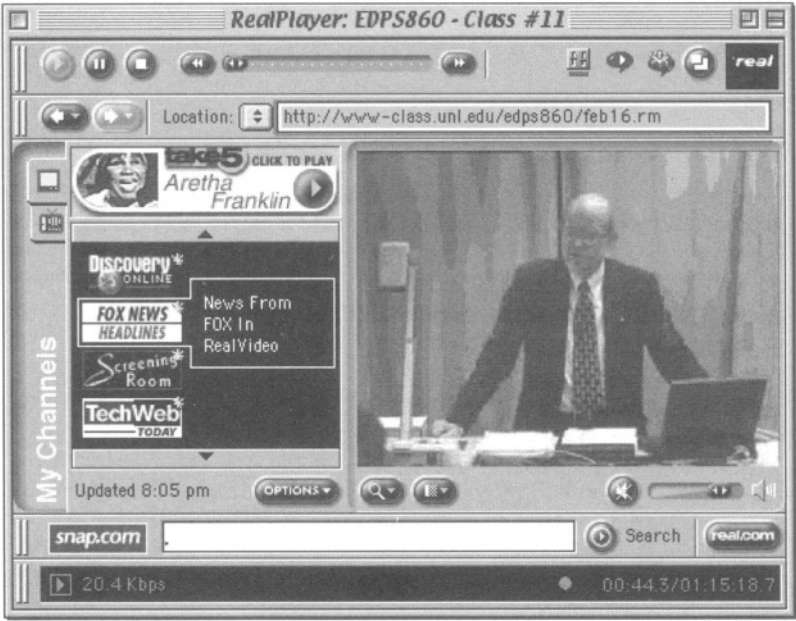 RealPlayer: EDPS860 - Class #11
real
Location:
http://www-class.unl.edu/edps860/feb16.rm
take5 CLICK TO PLAY
Aretha
Franklin
Discovery
ONLINE
FOX NEWS
HEADLINES
News From
FOX In
RealVideo
Screening
Room
TechWeb
TODAY
My Channels
Updated 8:05 pm
OPTIONS
snap.com
Search
real.com
20.4 Kbps
00:44.3/01:15:18.7